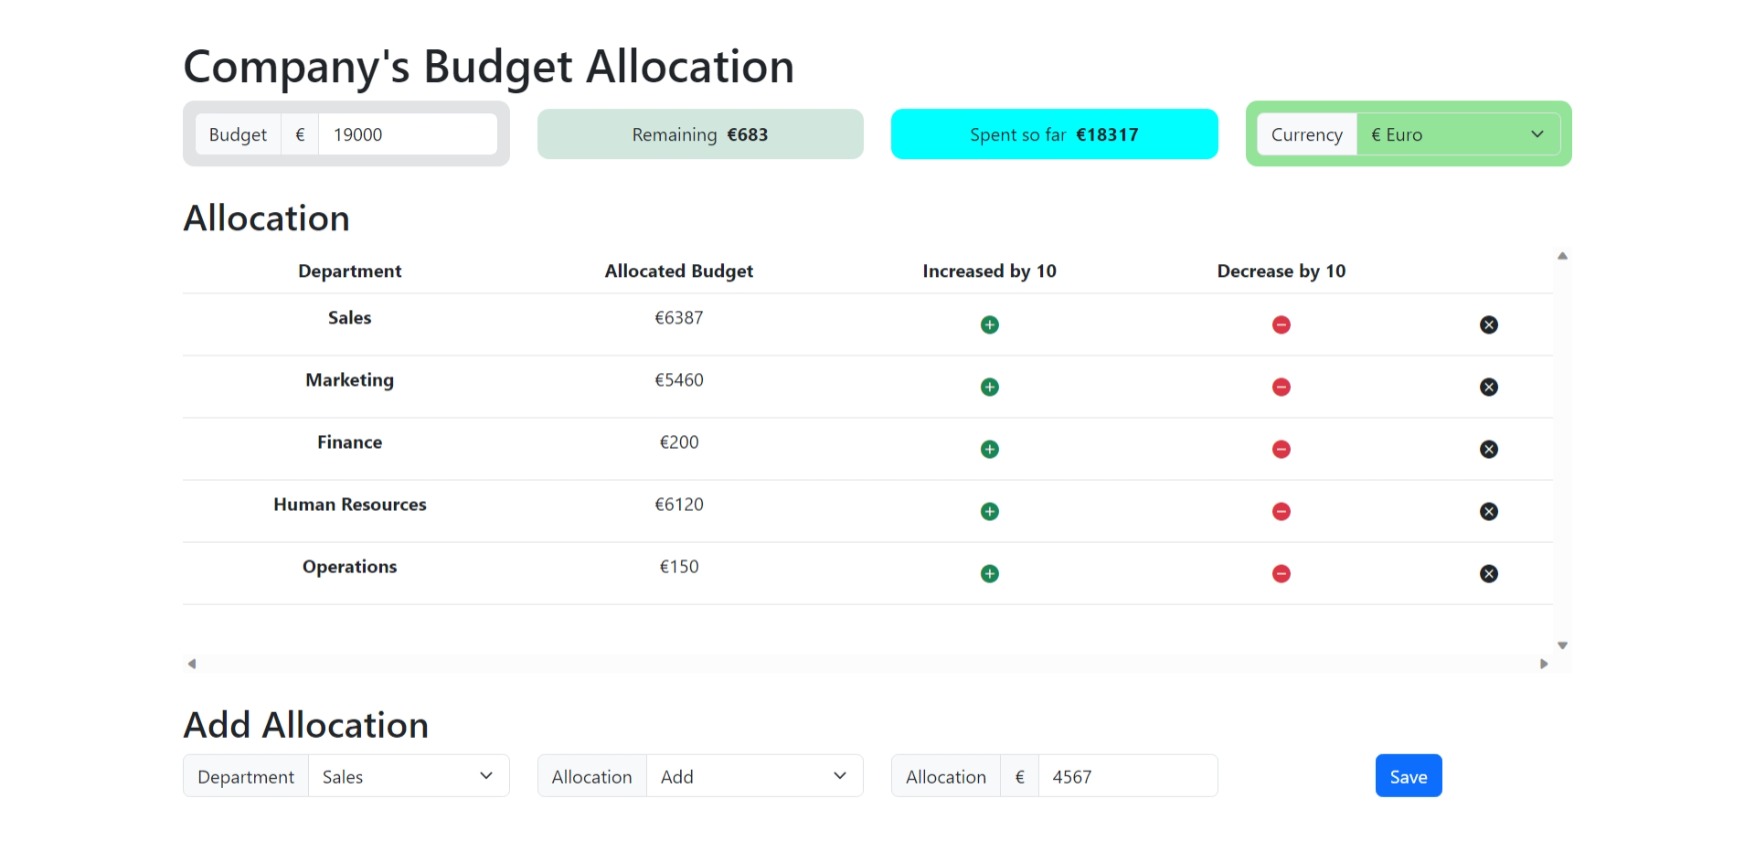 Company's Budget Allocation
Budget € 19000 Remaining €683 Spent so far €18317 Currency € Euro
Allocation
Department Allocated Budget Increased by 10 Decrease by 10
Sales €6387
Marketing €5460
Finance €200
Human Resources €6120
Operations €150
Add Allocation
Department Sales Allocation Add Allocation € 4567 Save